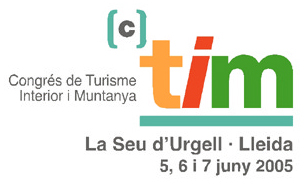 [c]
tim
Congrés de Turisme
Interior i Muntanya
La Seu d'Urgell · Lleida
5, 6 i 7 juny 2005